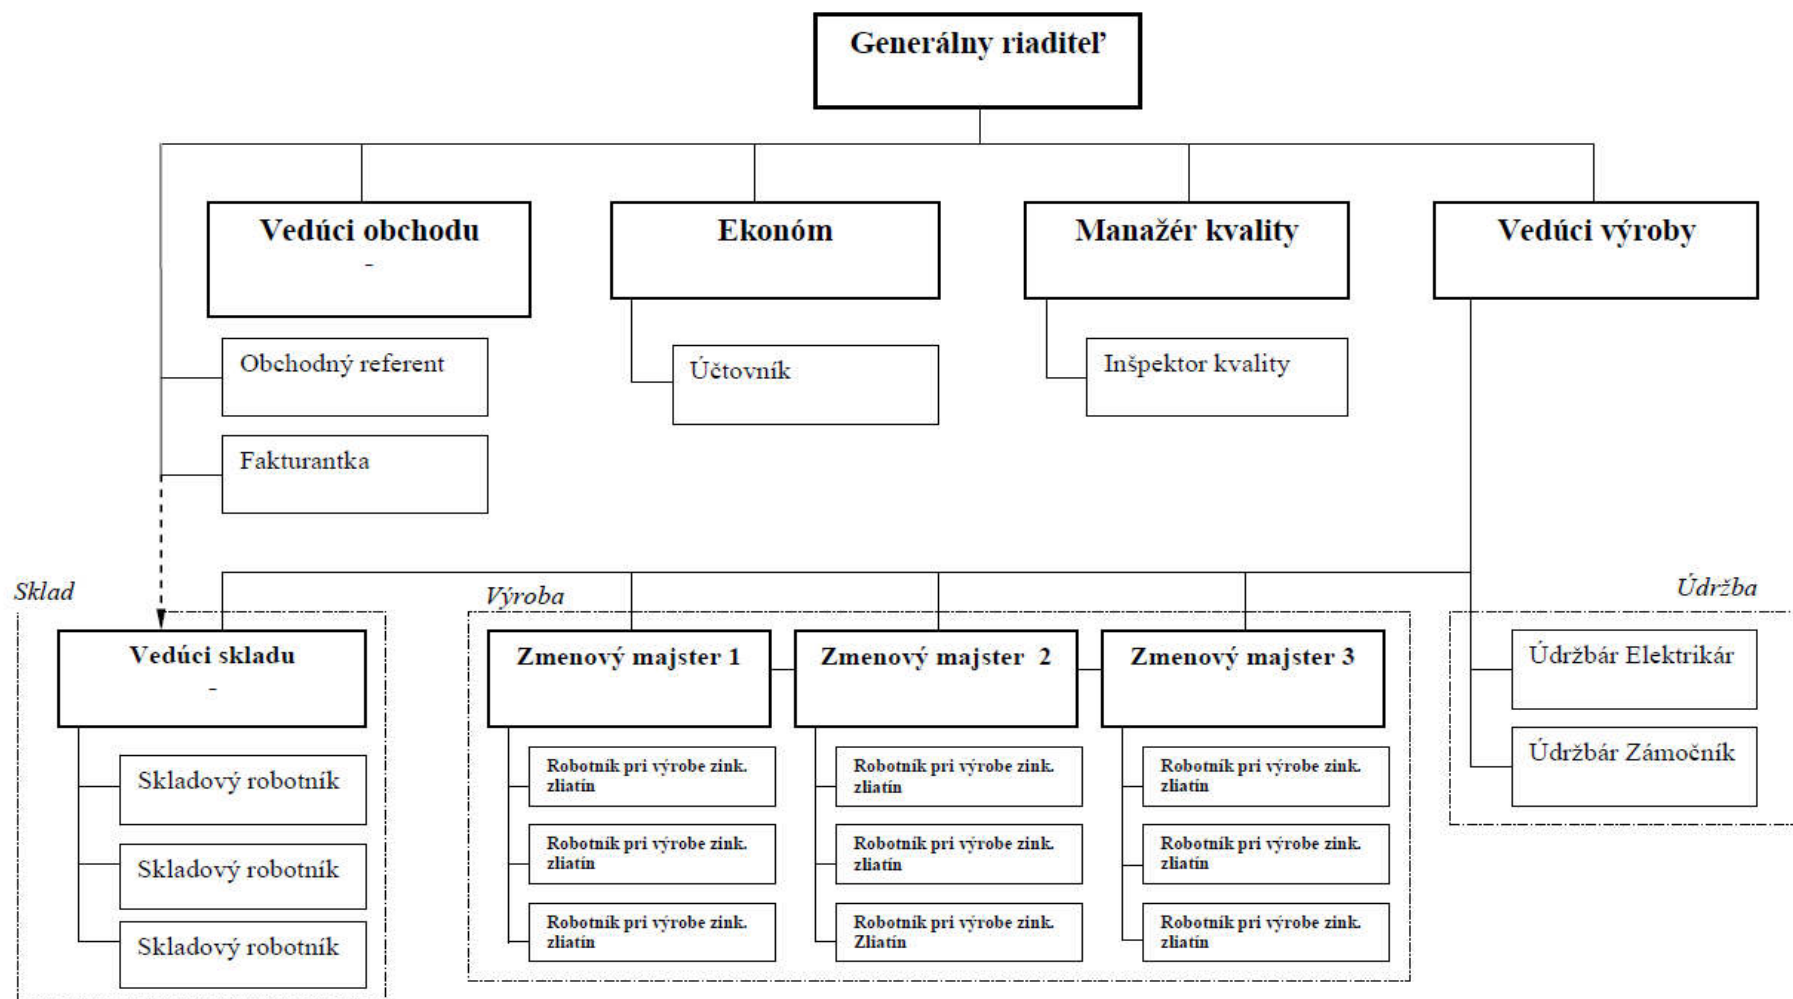 Generálny riaditeľ
Vedúci obchodu
-
Ekonóm
Manažér kvality
Vedúci výroby
Obchodný referent
Účtovník
Inšpektor kvality
Fakturantka
Sklad
Výroba
Údržba
Vedúci skladu
-
Zmenový majster 1
Zmenový majster  2
Zmenový majster 3
Údržbár Elektrikár
Údržbár Zámočník
Skladový robotník
Skladový robotník
Skladový robotník
Robotník pri výrobe zink.
zliatín
Robotník pri výrobe zink.
zliatín
Robotník pri výrobe zink.
zliatín
Robotník pri výrobe zink.
zliatín
Robotník pri výrobe zink.
zliatín
Robotník pri výrobe zink.
Zliatín
Robotník pri výrobe zink.
zliatín
Robotník pri výrobe zink.
zliatín
Robotník pri výrobe zink.
zliatín